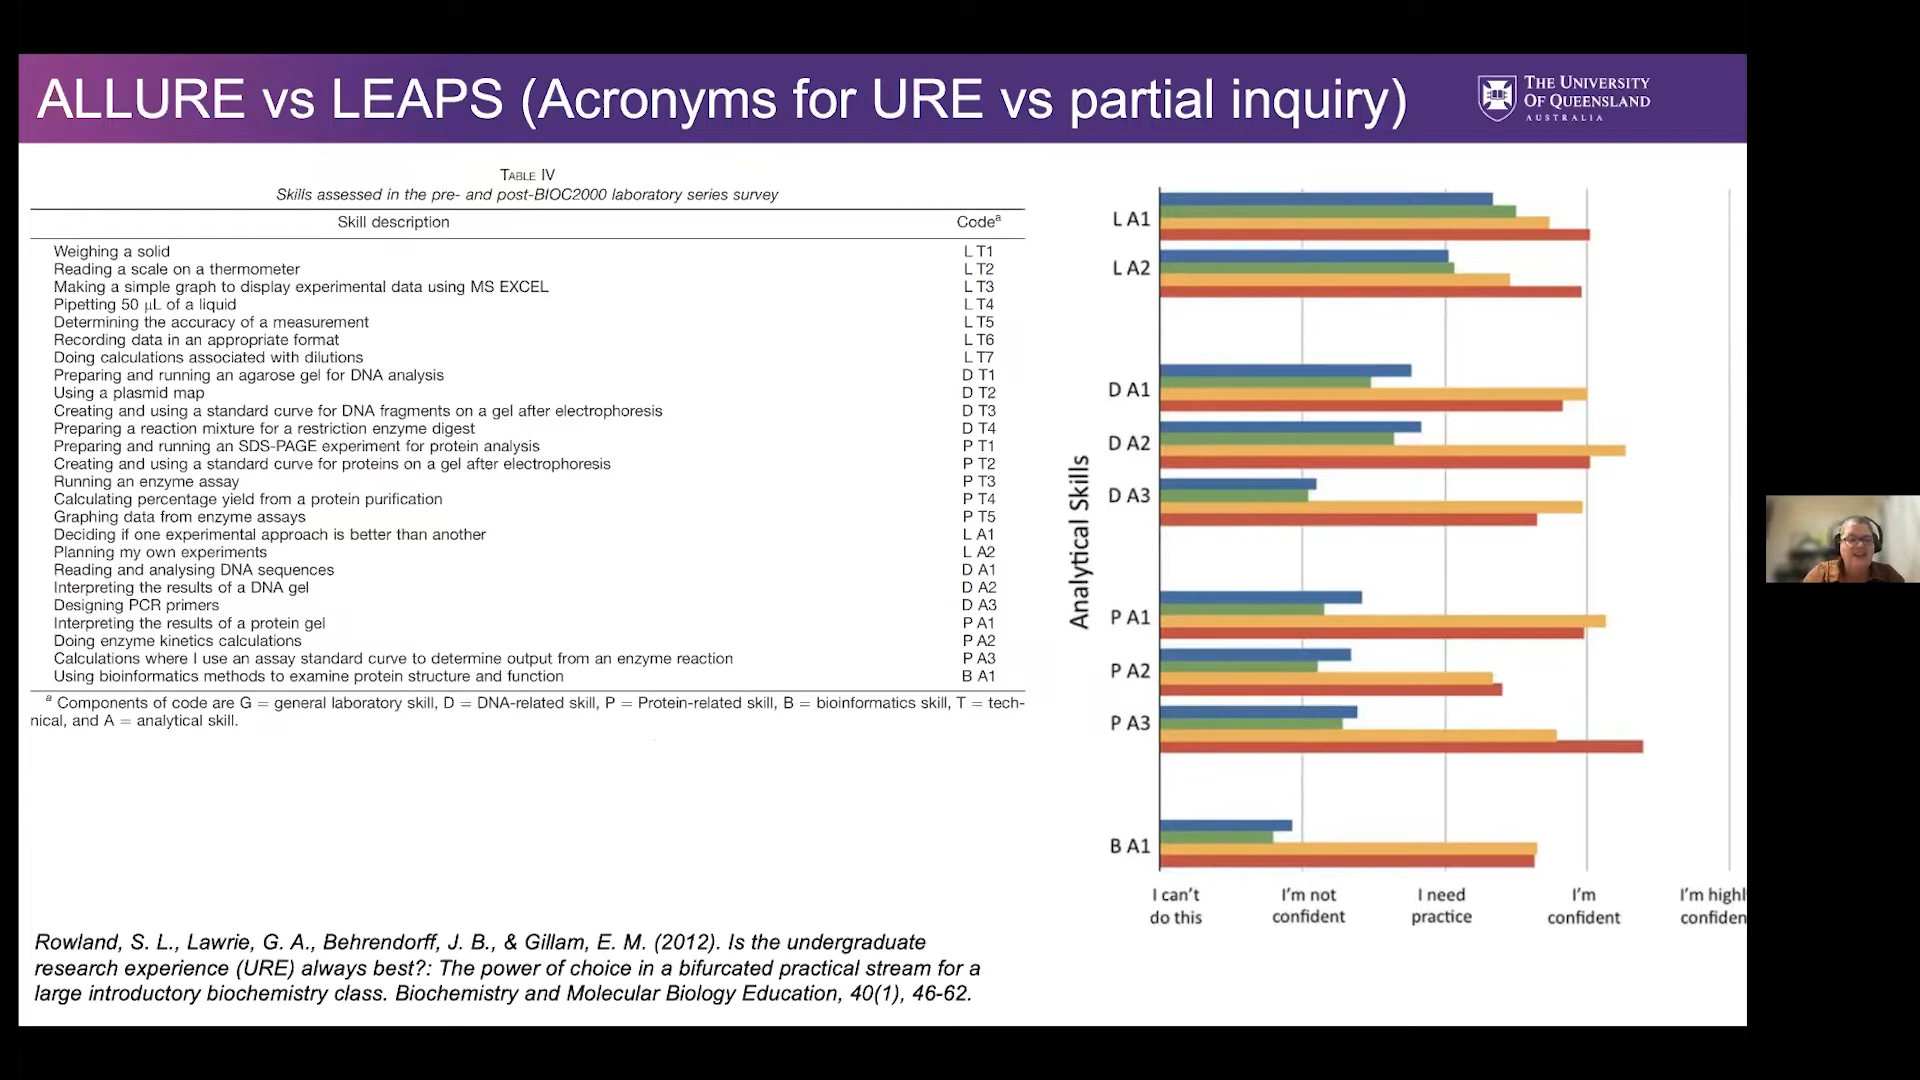 ALLURE vs LEAPS (Acronyms for URE vs partial inquiry)
THE UNIVERSITY
OF QUEENSLAND
AUSTRALIA
TABLE IV
Skills assessed in the pre- and post-BIOC2000 laboratory series survey
Skill description Codeª
Weighing a solid L T1
Reading a scale on a thermometer L T2
Making a simple graph to display experimental data using MS EXCEL L T3
Pipetting 50 μL of a liquid L T4
Determining the accuracy of a measurement L T5
Recording data in an appropriate format L T6
Doing calculations associated with dilutions L T7
Preparing and running an agarose gel for DNA analysis D T1
Using a plasmid map D T2
Creating and using a standard curve for DNA fragments on a gel after electrophoresis D T3
Preparing a reaction mixture for a restriction enzyme digest D T4
Preparing and running an SDS-PAGE experiment for protein analysis P T1
Creating and using a standard curve for proteins on a gel after electrophoresis P T2
Running an enzyme assay P T3
Calculating percentage yield from a protein purification P T4
Graphing data from enzyme assays P T5
Deciding if one experimental approach is better than another L A1
Planning my own experiments L A2
Reading and analysing DNA sequences D A1
Interpreting the results of a DNA gel D A2
Designing PCR primers D A3
Interpreting the results of a protein gel P A1
Doing enzyme kinetics calculations P A2
Calculations where I use an assay standard curve to determine output from an enzyme reaction P A3
Using bioinformatics methods to examine protein structure and function B A1
ª Components of code are G = general laboratory skill, D = DNA-related skill, P = Protein-related skill, B = bioinformatics skill, T = tech-
nical, and A = analytical skill.
Rowland, S. L., Lawrie, G. A., Behrendorff, J. B., & Gillam, E. M. (2012). Is the undergraduate
research experience (URE) always best?: The power of choice in a bifurcated practical stream for a
large introductory biochemistry class. Biochemistry and Molecular Biology Education, 40(1), 46-62.
Analytical Skills
L A1
L A2
D A1
D A2
D A3
P A1
P A2
P A3
B A1
I can't I'm not I need I'm I'm highl
do this confident practice confident confiden